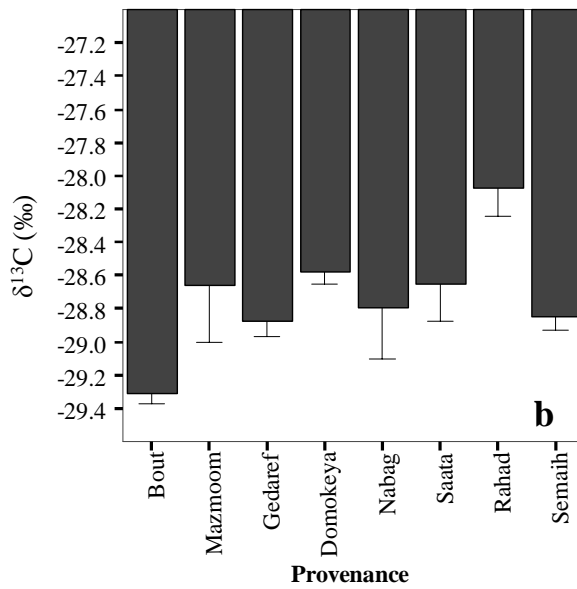 -27.2
-27.4
-27.6
-27.8
-28.0
-28.2
-28.4
-28.6
-28.8
-29.0
-29.2
-29.4
δ¹³C (‰)
b
Bout
Mazmoom
Gedaref
Domokeya
Nabag
Saata
Rahad
Semaih
Provenance